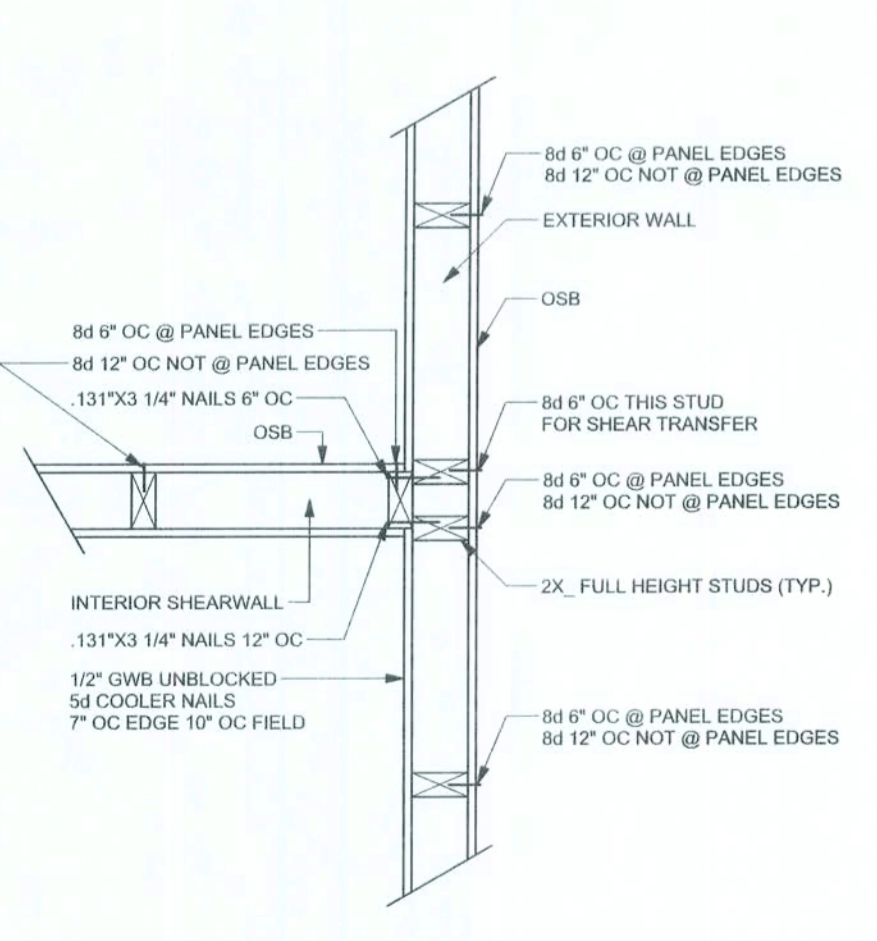 8d 6" OC @ PANEL EDGES
8d 12" OC NOT @ PANEL EDGES
EXTERIOR WALL
OSB
8d 6" OC @ PANEL EDGES
8d 12" OC NOT @ PANEL EDGES
.131"X3 1/4" NAILS 6" OC
OSB
8d 6" OC THIS STUD
FOR SHEAR TRANSFER
8d 6" OC @ PANEL EDGES
8d 12" OC NOT @ PANEL EDGES
2X_ FULL HEIGHT STUDS (TYP.)
INTERIOR SHEARWALL
.131"X3 1/4" NAILS 12" OC
1/2" GWB UNBLOCKED
5d COOLER NAILS
7" OC EDGE 10" OC FIELD
8d 6" OC @ PANEL EDGES
8d 12" OC NOT @ PANEL EDGES